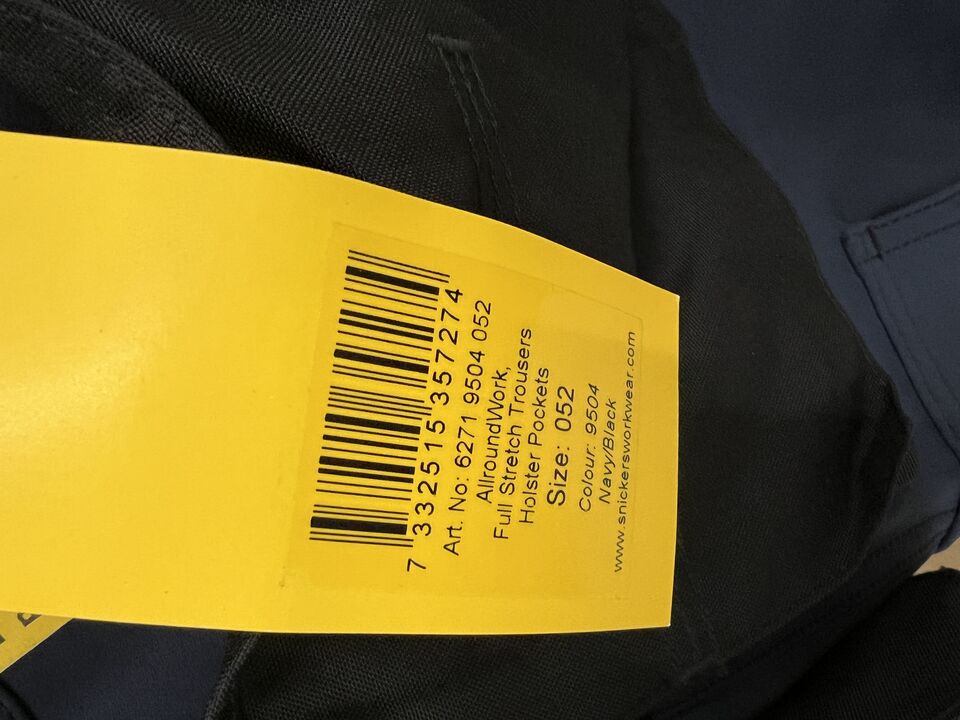 7 332515 357274
Art. No: 6271 9504 052
AllroundWork,
Full Stretch Trousers
Holster Pockets
Size: 052
Colour: 9504
Navy/Black
www.snickersworkwear.com